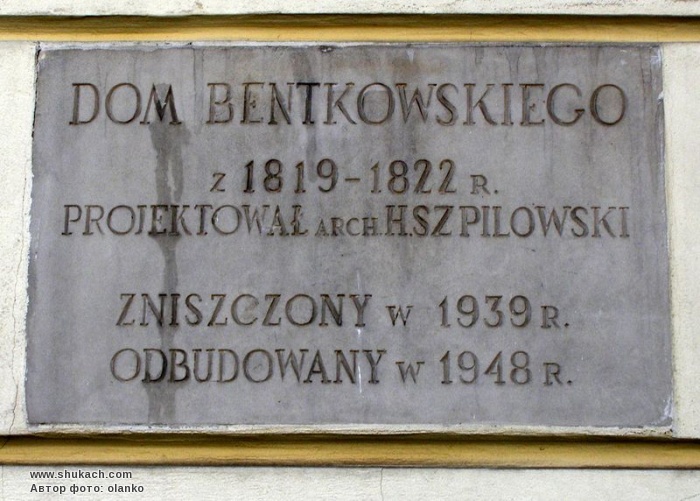 DOM BENTKOWSKIEGO
Z 1819-1822 R.
PROJEKTOWAŁ ARCH. H. SZPILOWSKI
ZNISZCZONY W 1939 R.
ODBUDOWANY W 1948 R.
www.shukach.com
Автор фото: olanko